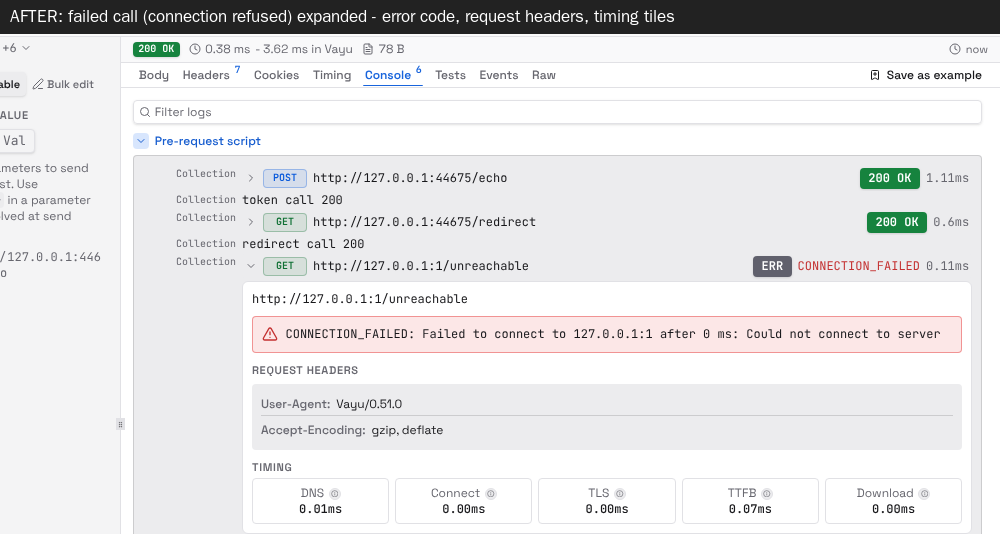 AFTER: failed call (connection refused) expanded - error code, request headers, timing tiles
+6
200 OK 0.38 ms - 3.62 ms in Vayu 78 B now
Body Headers 7 Cookies Timing Console 6 Tests Events Raw Save as example
able Bulk edit
Filter logs
ALUE
Val
Pre-request script
ameters to send
st. Use
in a parameter
olved at send
/127.0.0.1:446
o
Collection POST http://127.0.0.1:44675/echo 200 OK 1.11ms
Collection token call 200
Collection GET http://127.0.0.1:44675/redirect 200 OK 0.6ms
Collection redirect call 200
Collection GET http://127.0.0.1:1/unreachable ERR CONNECTION_FAILED 0.11ms
http://127.0.0.1:1/unreachable
CONNECTION_FAILED: Failed to connect to 127.0.0.1:1 after 0 ms: Could not connect to server
REQUEST HEADERS
User-Agent: Vayu/0.51.0
Accept-Encoding: gzip, deflate
TIMING
DNS Connect TLS TTFB Download
0.01ms 0.00ms 0.00ms 0.07ms 0.00ms